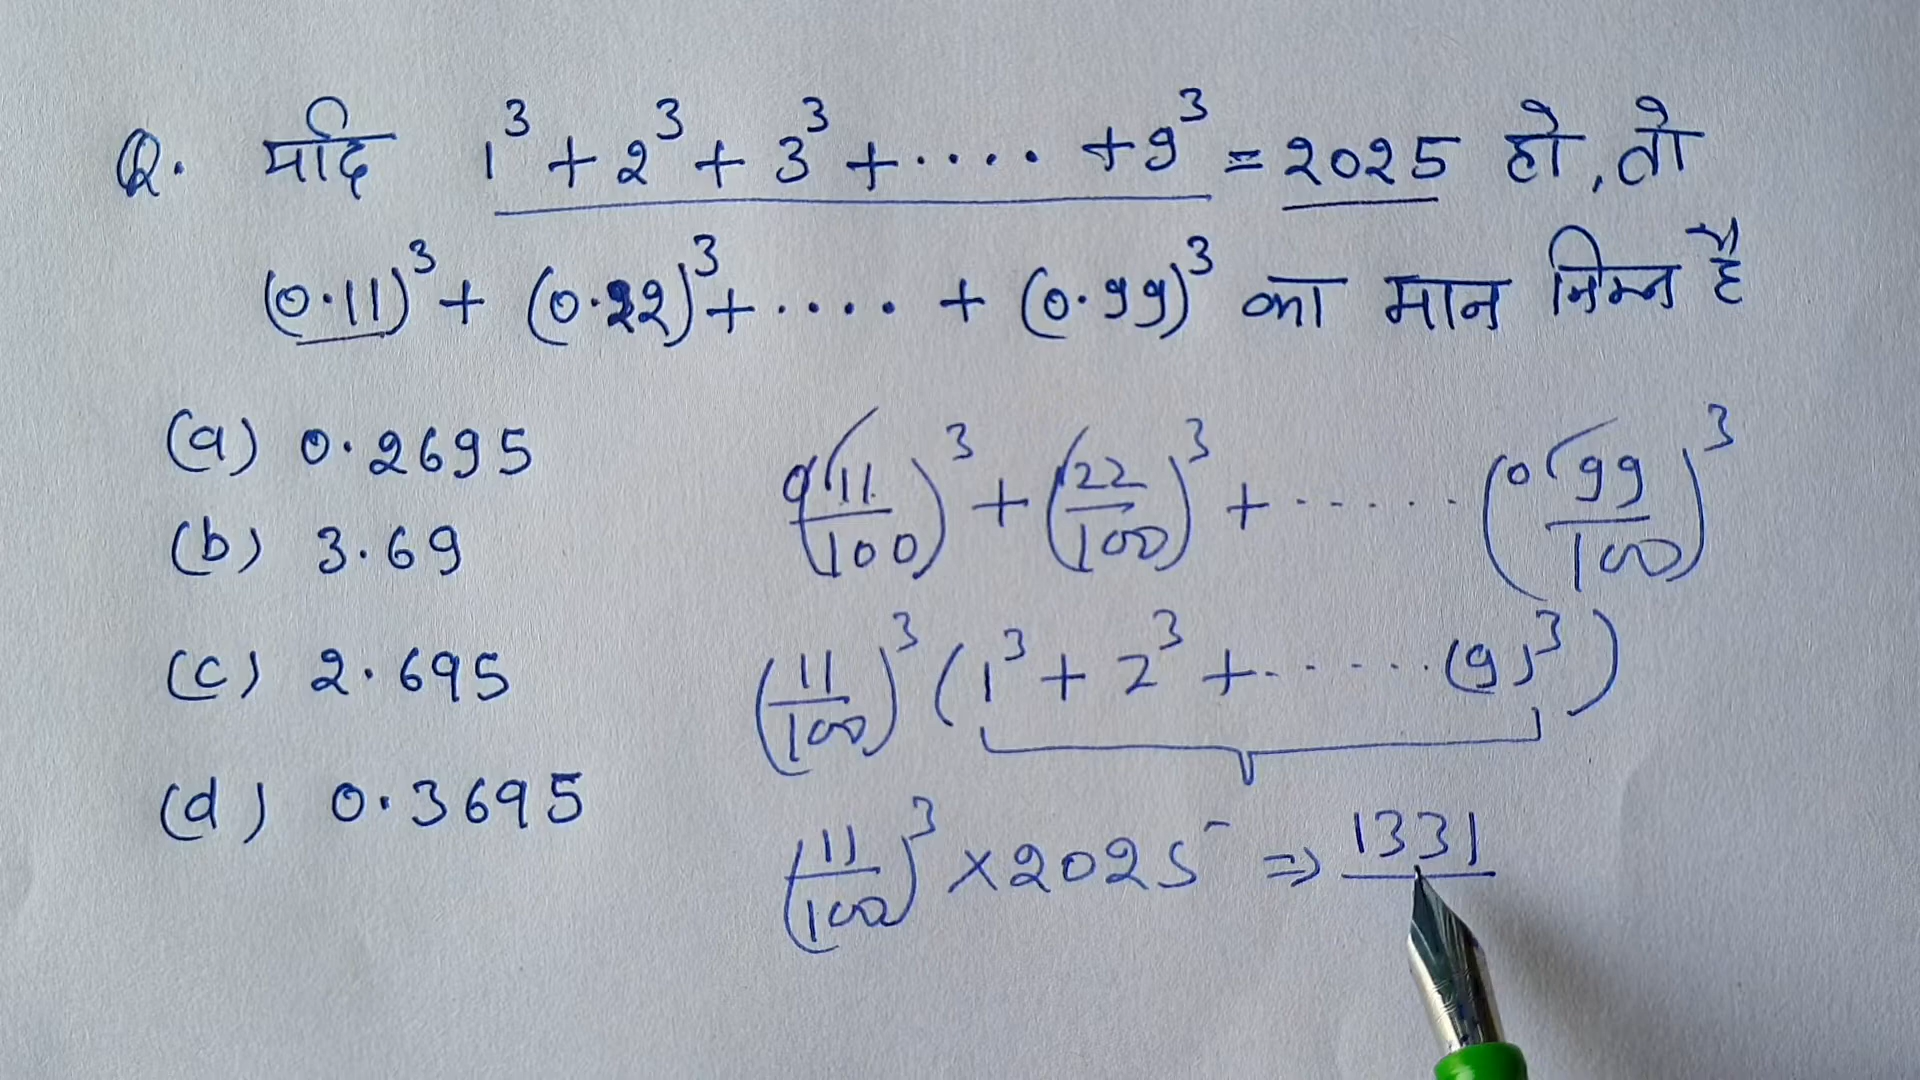 Q. यदि 1³ + 2³ + 3³ + ..... + 9³ = 2025 हो, तो
(0.11)³ + (0.22)³ + ..... + (0.99)³ का मान निम्न है
(a) 0.2695
(b) 3.69
(c) 2.695
(d) 0.3695
(11/100)³ + (22/100)³ + ...... (99/100)³
(11/100)³ (1³ + 2³ + ...... (9)³)
(11/100)³ × 2025 ⇒ 1331